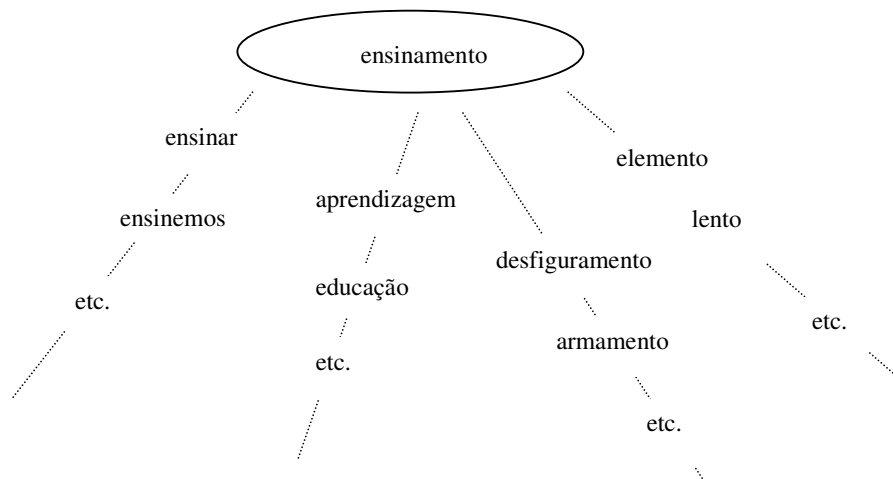 ensinamento
ensinar
ensinemos
etc.
aprendizagem
educação
etc.
desfiguramento
armamento
etc.
elemento
lento
etc.